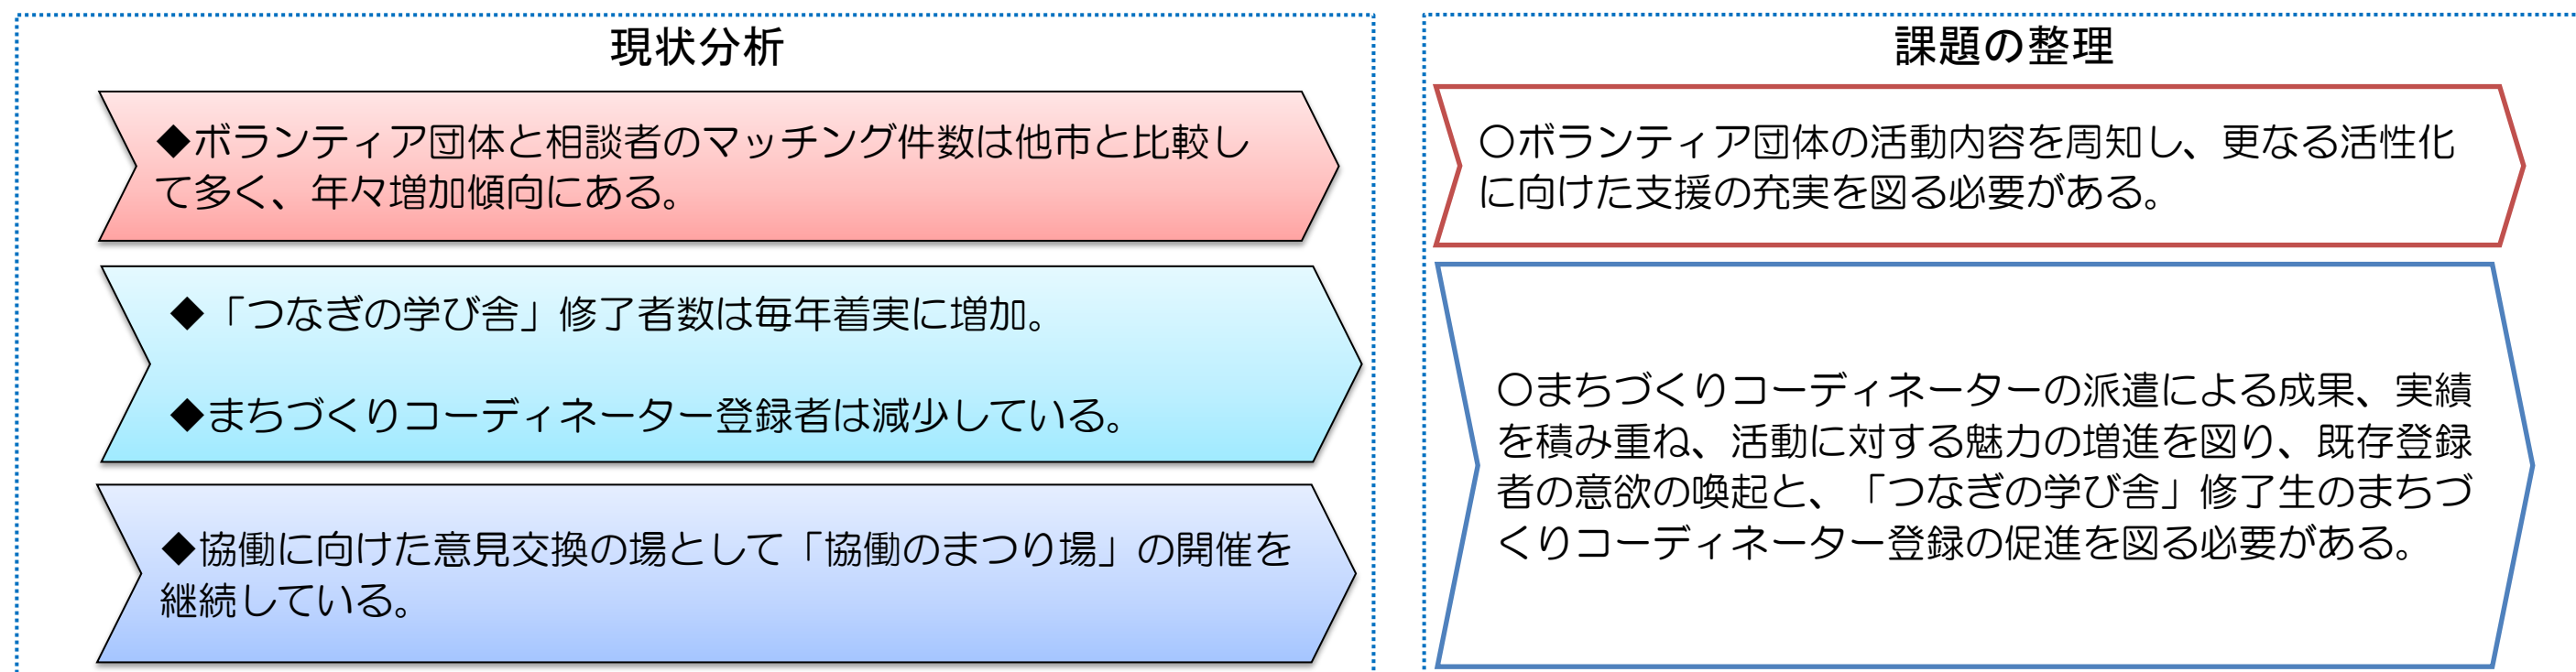 現状分析
◆ボランティア団体と相談者のマッチング件数は他市と比較し
て多く、年々増加傾向にある。
◆「つなぎの学び舎」修了者数は毎年着実に増加。
◆まちづくりコーディネーター登録者は減少している。
◆協働に向けた意見交換の場として「協働のまつり場」の開催を
継続している。
課題の整理
〇ボランティア団体の活動内容を周知し、更なる活性化
に向けた支援の充実を図る必要がある。
〇まちづくりコーディネーターの派遣による成果、実績
を積み重ね、活動に対する魅力の増進を図り、既存登録
者の意欲の喚起と、「つなぎの学び舎」修了生のまちづ
くりコーディネーター登録の促進を図る必要がある。